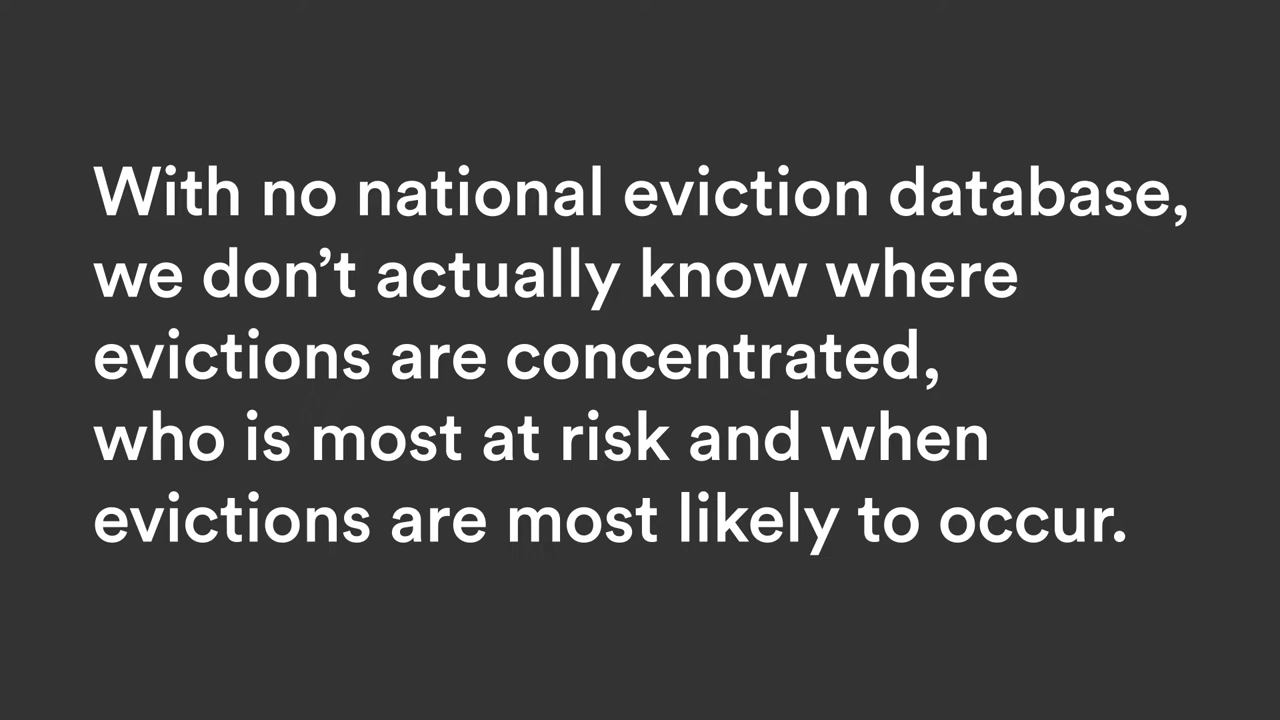 With no national eviction database,
we don’t actually know where
evictions are concentrated,
who is most at risk and when
evictions are most likely to occur.